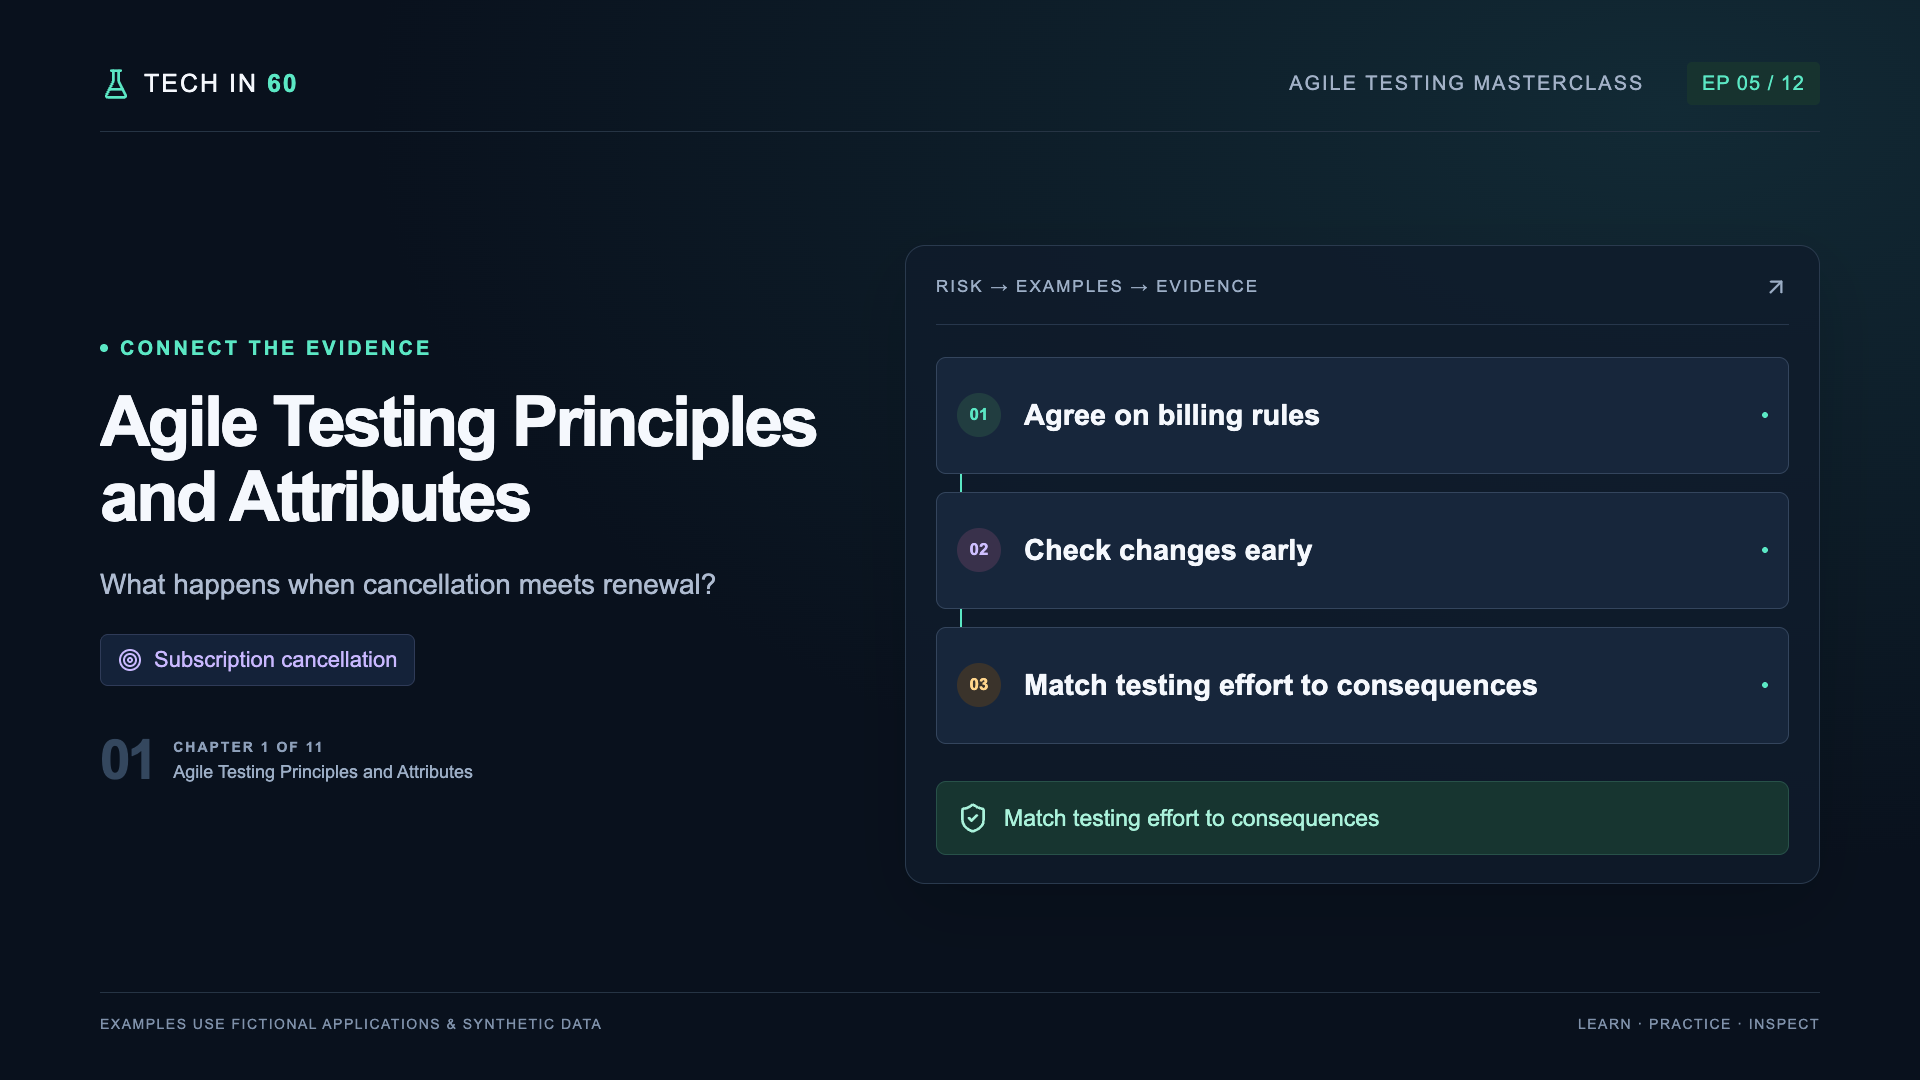 TECH IN 60
AGILE TESTING MASTERCLASS
EP 05 / 12
CONNECT THE EVIDENCE
Agile Testing Principles
and Attributes
What happens when cancellation meets renewal?
Subscription cancellation
01
CHAPTER 1 OF 11
Agile Testing Principles and Attributes
RISK → EXAMPLES → EVIDENCE
01 Agree on billing rules
02 Check changes early
03 Match testing effort to consequences
Match testing effort to consequences
EXAMPLES USE FICTIONAL APPLICATIONS & SYNTHETIC DATA
LEARN · PRACTICE · INSPECT